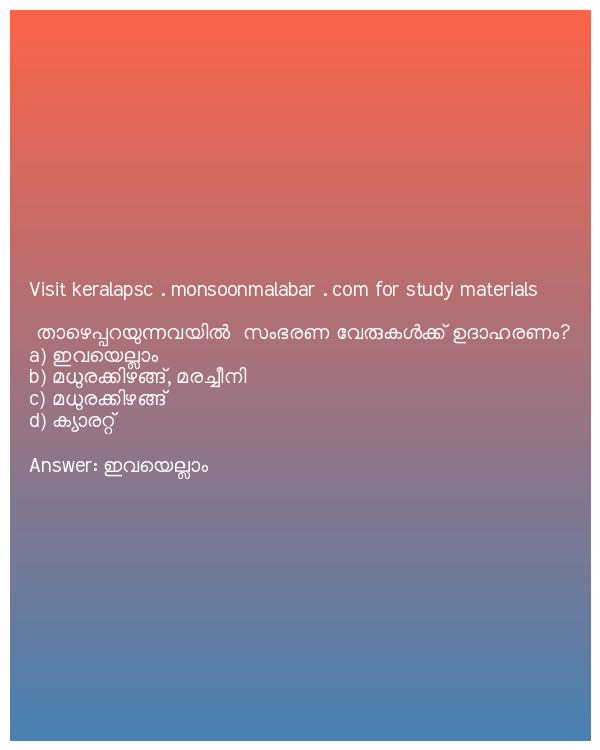 Visit keralapsc . monsoonmalabar . com for study materials
താഴെപ്പറയുന്നവയിൽ സംഭരണ വേരുകൾക്ക് ഉദാഹരണം?
a) ഇവയെല്ലാം
b) മധുരക്കിഴങ്ങ്, മരച്ചീനി
c) മധുരക്കിഴങ്ങ്
d) ക്യാരറ്റ്
Answer: ഇവയെല്ലാം